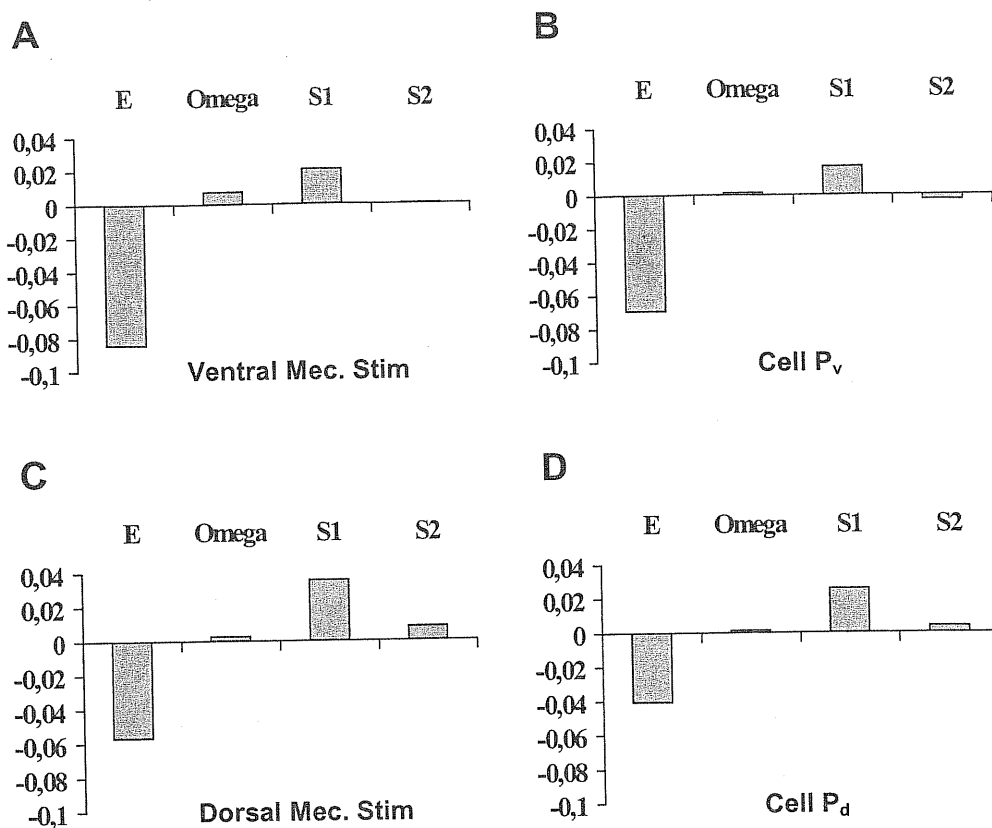 A
E Omega S1 S2
0,04
0,02
0
-0,02
-0,04
-0,06
-0,08
-0,1
Ventral Mec. Stim
B
E Omega S1 S2
0,04
0,02
0
-0,02
-0,04
-0,06
-0,08
-0,1
Cell Pv
C
E Omega S1 S2
0,04
0,02
0
-0,02
-0,04
-0,06
-0,08
-0,1
Dorsal Mec. Stim
D
E Omega S1 S2
0,04
0,02
0
-0,02
-0,04
-0,06
-0,08
-0,1
Cell Pd